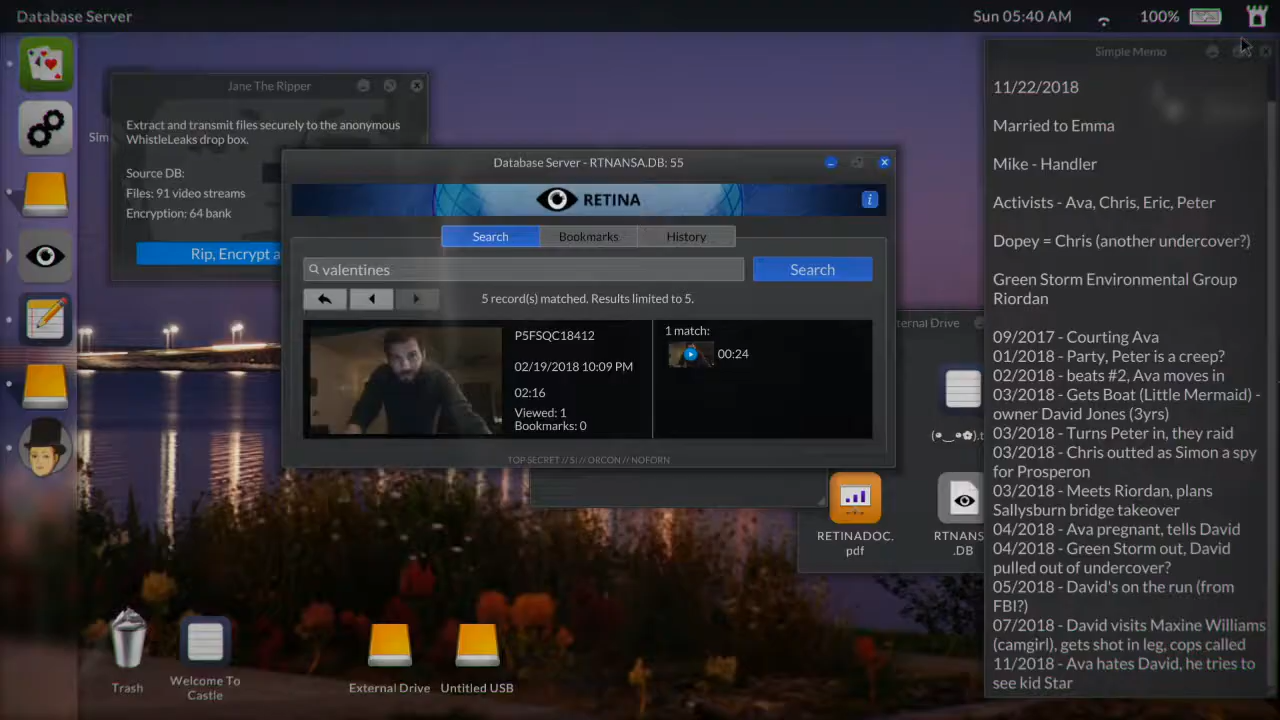 Database Server
Sun 05:40 AM
100%
Simple Memo
11/22/2018
Married to Emma
Mike - Handler
Activists - Ava, Chris, Eric, Peter
Dopey = Chris (another undercover?)
Green Storm Environmental Group
Riordan
09/2017 - Courting Ava
01/2018 - Party, Peter is a creep?
02/2018 - beats #2, Ava moves in
03/2018 - Gets Boat (Little Mermaid) -
owner David Jones (3yrs)
03/2018 - Turns Peter in, they raid
03/2018 - Chris outted as Simon a spy
for Prosperon
03/2018 - Meets Riordan, plans
Sallysburn bridge takeover
04/2018 - Ava pregnant, tells David
04/2018 - Green Storm out, David
pulled out of undercover?
05/2018 - David's on the run (from
FBI?)
07/2018 - David visits Maxine Williams
(camgirl), gets shot in leg, cops called
11/2018 - Ava hates David, he tries to
see kid Star
Jane The Ripper
Sim
Extract and transmit files securely to the anonymous
WhistleLeaks drop box.
Source DB:
Files: 91 video streams
Encryption: 64 bank
Rip, Encrypt a
Database Server - RTNANSA.DB: 55
RETINA
i
Search
Bookmarks
History
valentines
Search
5 record(s) matched. Results limited to 5.
P5FSQC18412
02/19/2018 10:09 PM
02:16
Viewed: 1
Bookmarks: 0
1 match:
00:24
TOP SECRET // SI // ORCON // NOFORN
ternal Drive
(•‿•✿).t
RETINADOC.
pdf
RTNANS
.DB
Trash
Welcome To
Castle
External Drive
Untitled USB